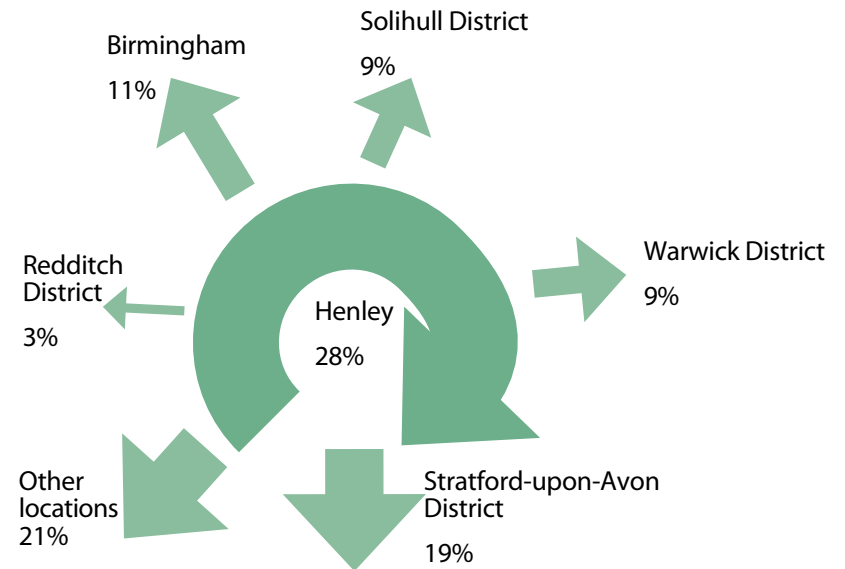 Solihull District
9%
Birmingham
11%
Warwick District
9%
Redditch
District
3%
Henley
28%
Other
locations
21%
Stratford-upon-Avon
District
19%